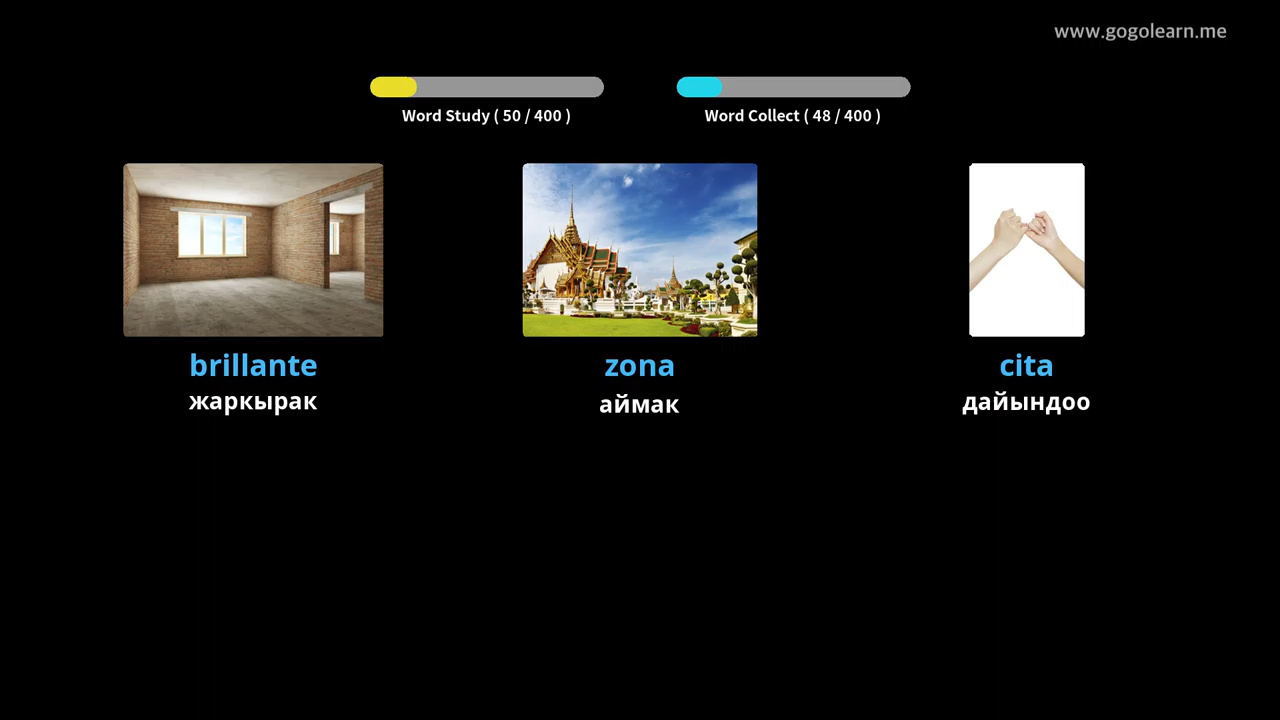 www.gogolearn.me
Word Study ( 50 / 400 )
Word Collect ( 48 / 400 )
brillante
жаркырак
zona
аймак
cita
дайындоо